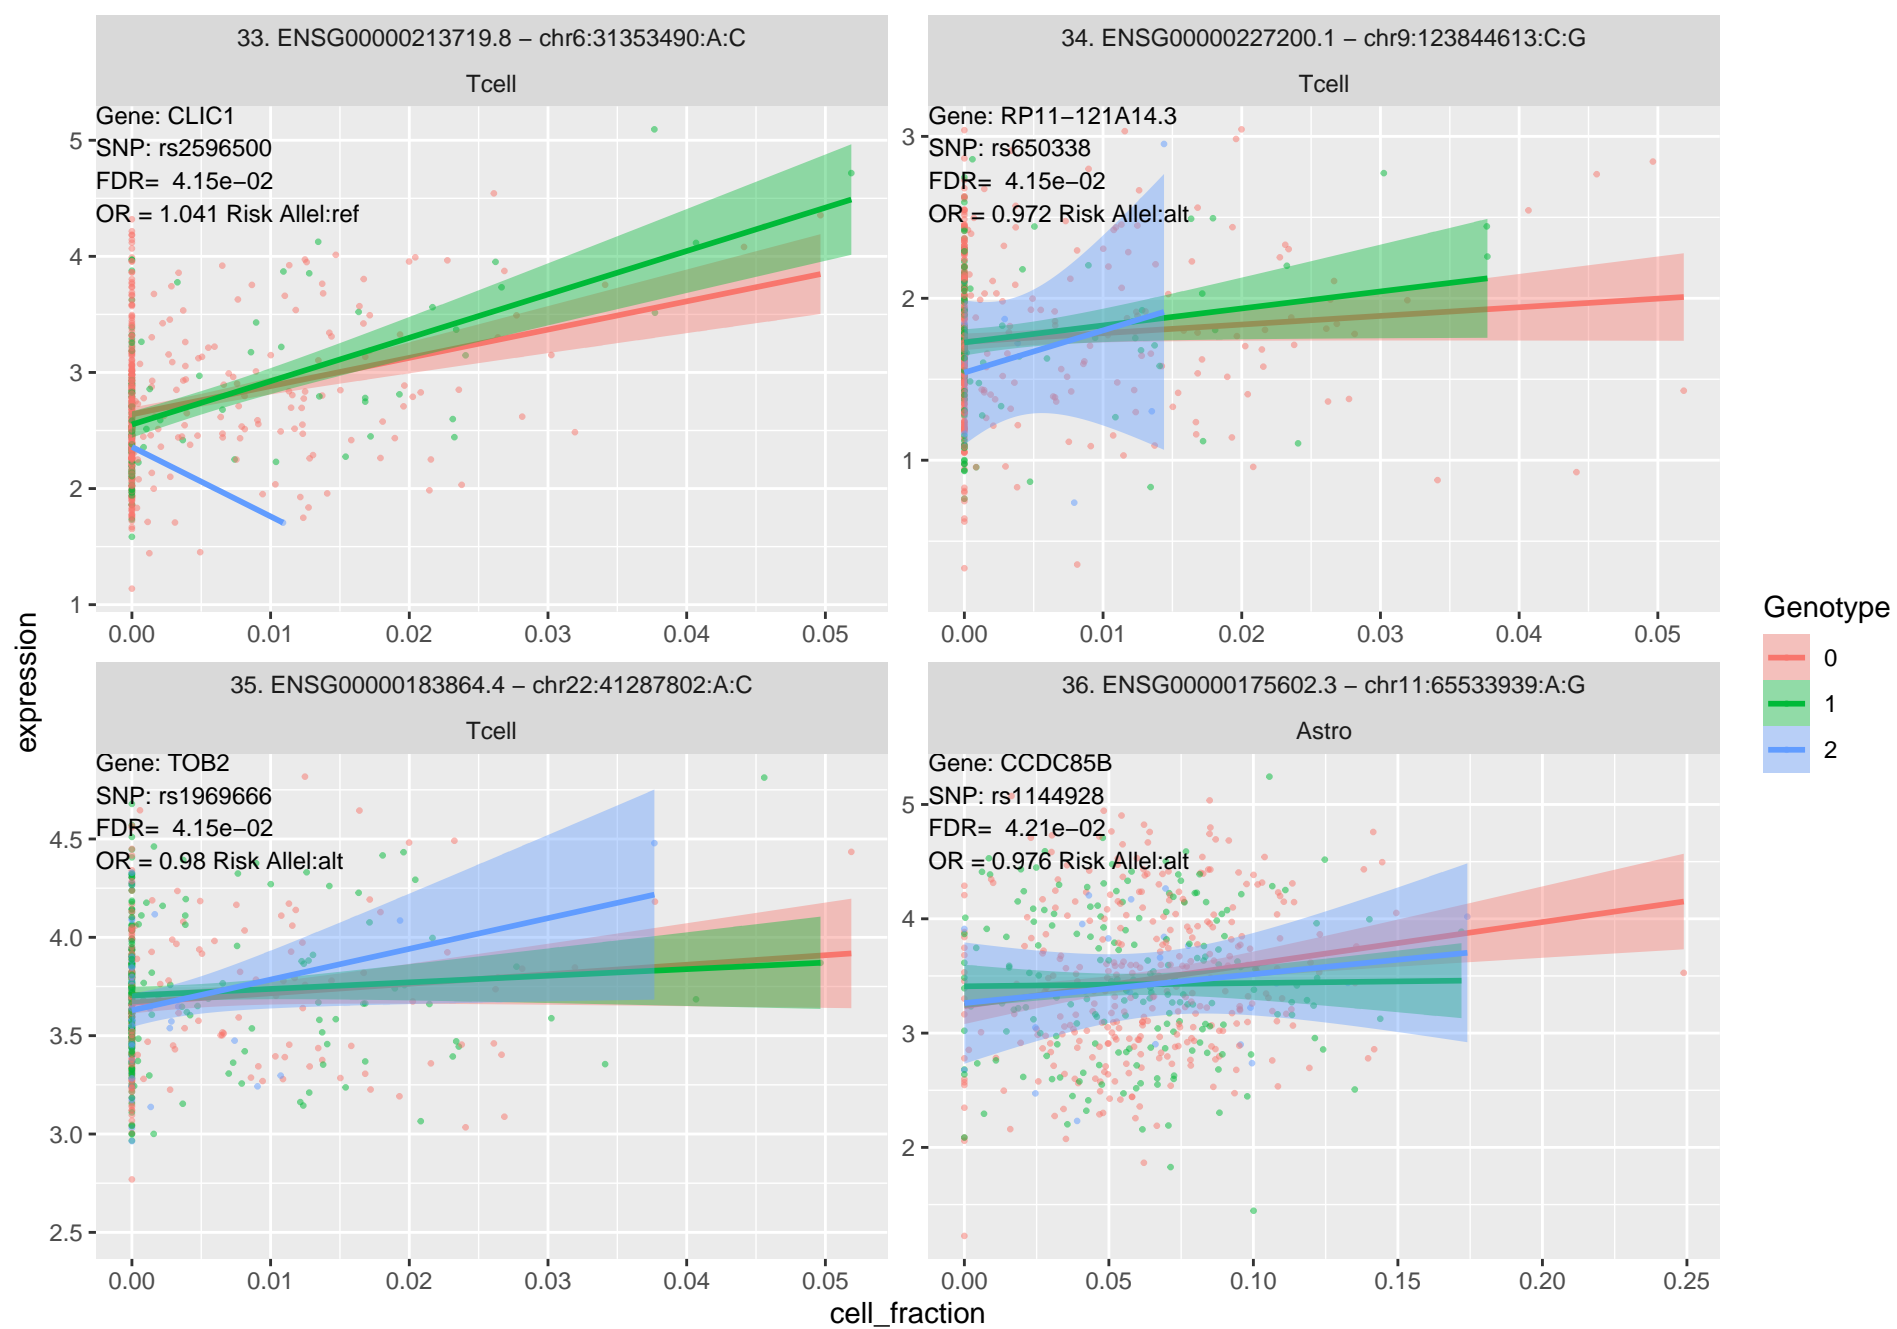 33. ENSG00000213719.8 − chr6:31353490:A:C
Tcell
Gene: CLIC1
SNP: rs2596500
FDR= 4.15e−02
OR = 1.041 Risk Allel:ref
5
4
3
2
1
0.00 0.01 0.02 0.03 0.04 0.05
34. ENSG00000227200.1 − chr9:123844613:C:G
Tcell
Gene: RP11−121A14.3
SNP: rs650338
FDR= 4.15e−02
OR = 0.972 Risk Allel:alt
3
2
1
0.00 0.01 0.02 0.03 0.04 0.05
35. ENSG00000183864.4 − chr22:41287802:A:C
Tcell
Gene: TOB2
SNP: rs1969666
FDR= 4.15e−02
OR = 0.98 Risk Allel:alt
4.5
4.0
3.5
3.0
2.5
0.00 0.01 0.02 0.03 0.04 0.05
36. ENSG00000175602.3 − chr11:65533939:A:G
Astro
Gene: CCDC85B
SNP: rs1144928
FDR= 4.21e−02
OR = 0.976 Risk Allel:alt
5
4
3
2
0.00 0.05 0.10 0.15 0.20 0.25
expression
cell_fraction
Genotype
0
1
2